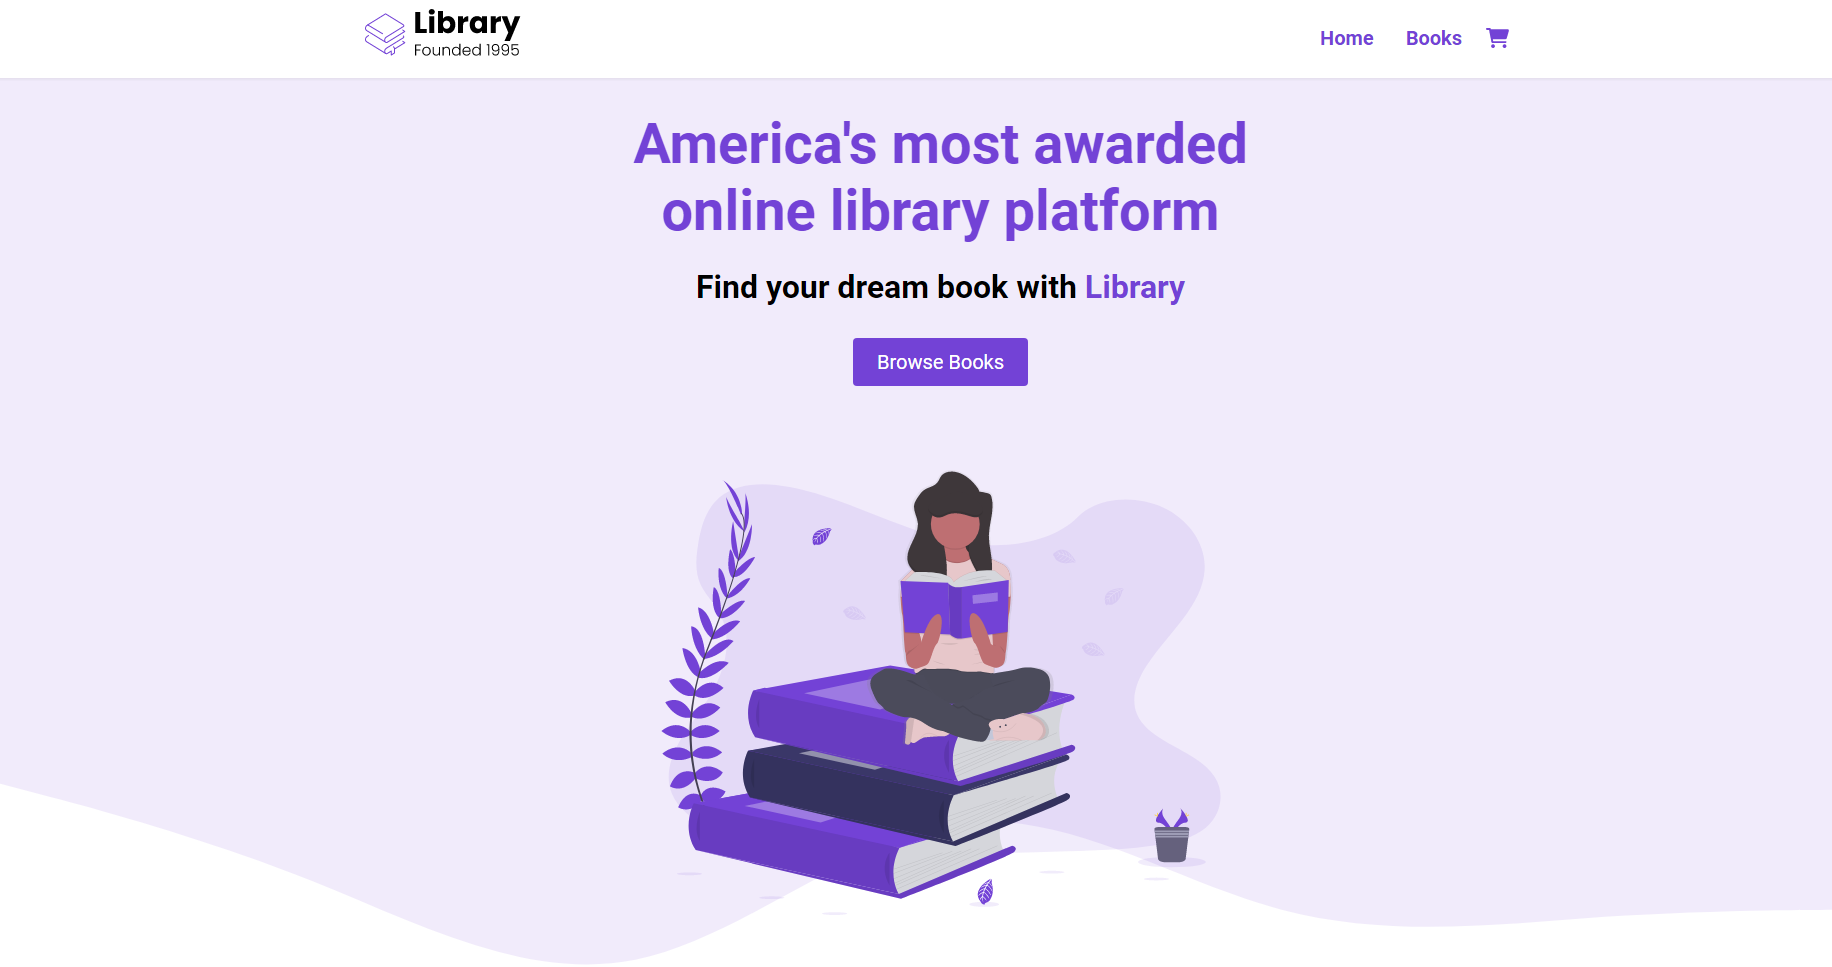 Library
Founded 1995
Home
Books
America's most awarded
online library platform
Find your dream book with Library
Browse Books